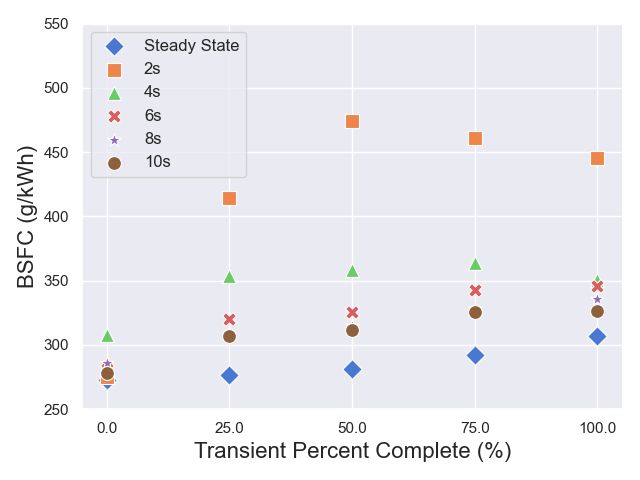 550
500
450
400
350
300
250
BSFC (g/kWh)
Steady State
2s
4s
6s
8s
10s
0.0 25.0 50.0 75.0 100.0
Transient Percent Complete (%)